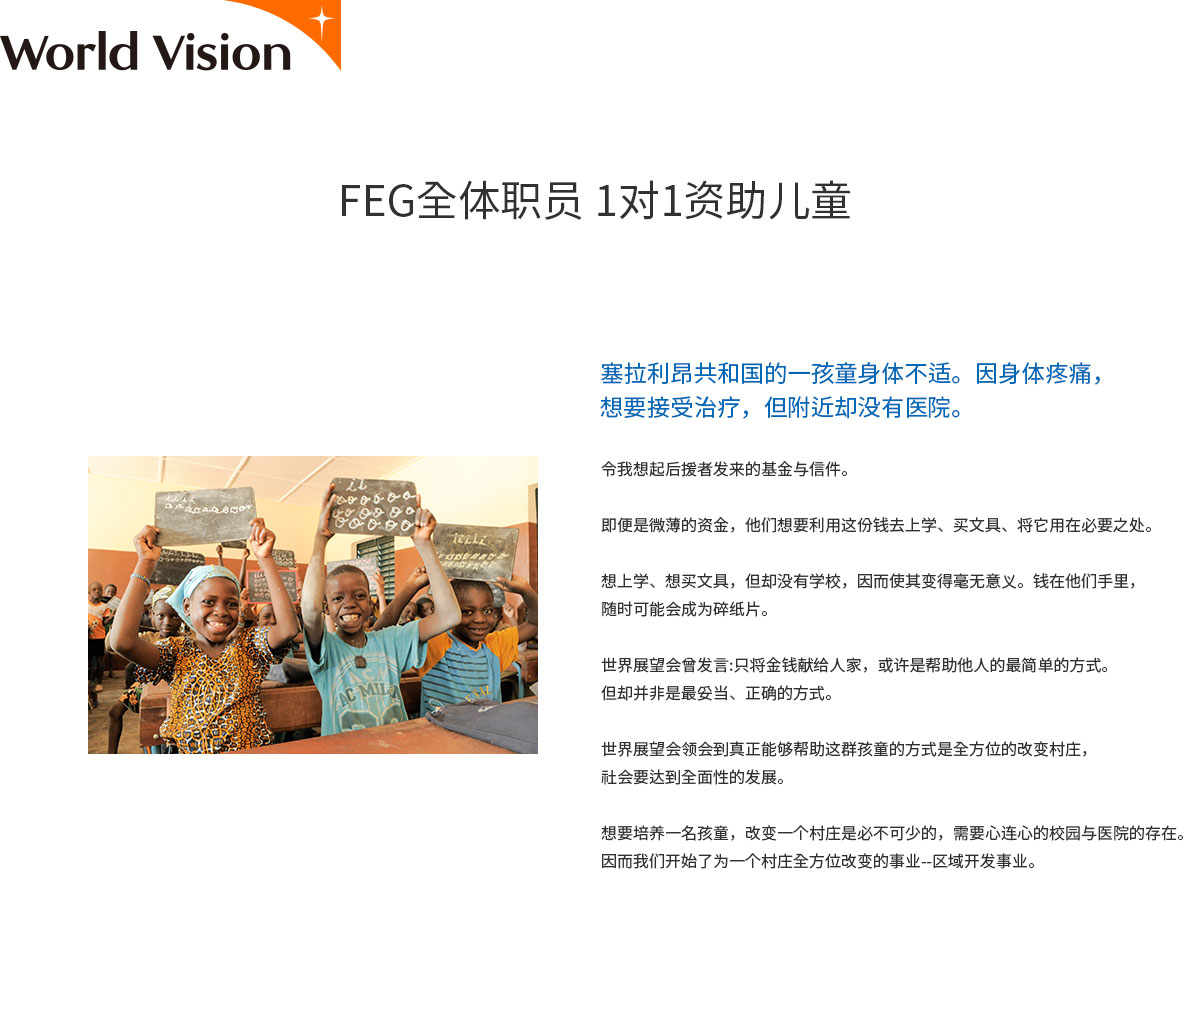 World Vision
FEG全体职员 1对1资助儿童
塞拉利昂共和国的一孩童身体不适。因身体疼痛，
想要接受治疗，但附近却没有医院。
令我想起后援者发来的基金与信件。
即便是微薄的资金，他们想要利用这份钱去上学、买文具、将它用在必要之处。
想上学、想买文具，但却没有学校，因而使其变得毫无意义。钱在他们手里，
随时可能会成为碎纸片。
世界展望会曾发言:只将金钱献给人家，或许是帮助他人的最简单的方式。
但却并非是最妥当、正确的方式。
世界展望会领会到真正能够帮助这群孩童的方式是全方位的改变村庄，
社会要达到全面性的发展。
想要培养一名孩童，改变一个村庄是必不可少的，需要心连心的校园与医院的存在。
因而我们开始了为一个村庄全方位改变的事业--区域开发事业。